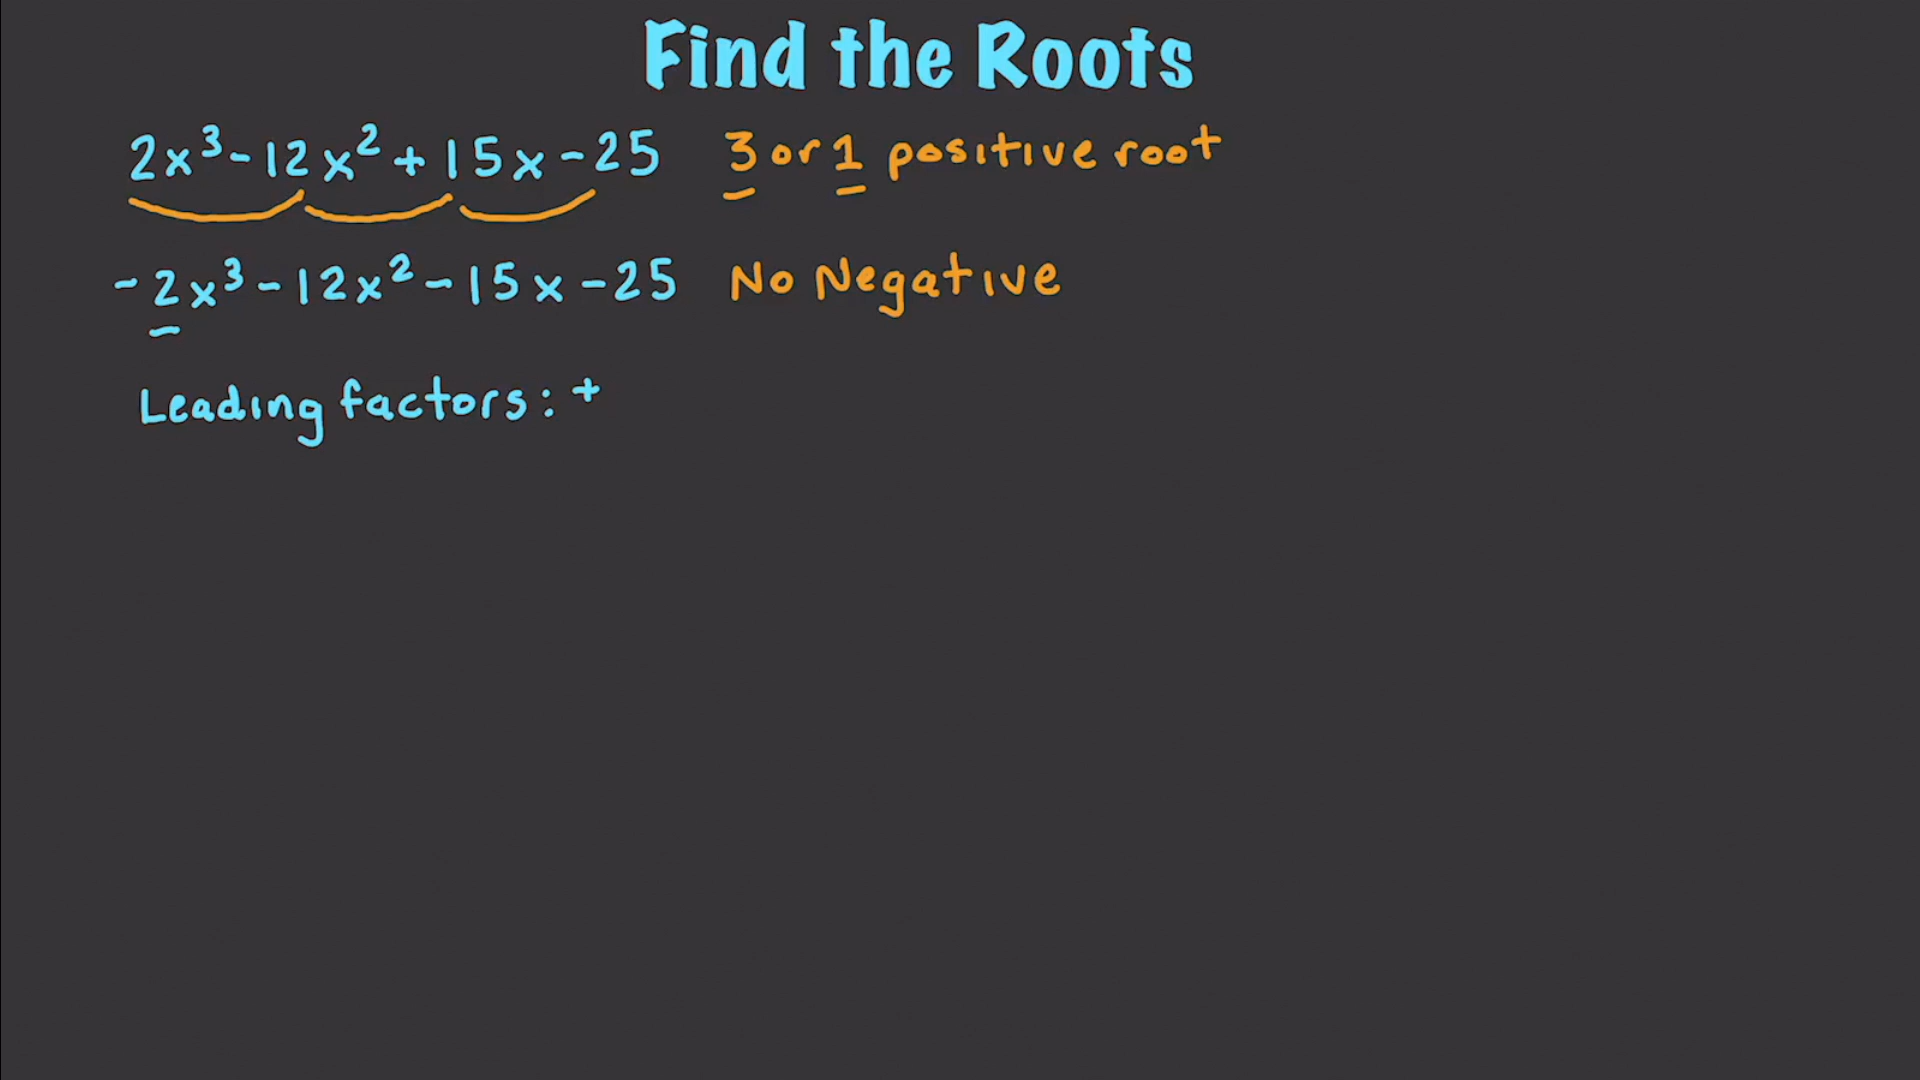 Find the Roots
2x³-12x²+15x-25 3 or 1 positive root
-2x³-12x²-15x-25 No Negative
Leading factors: +